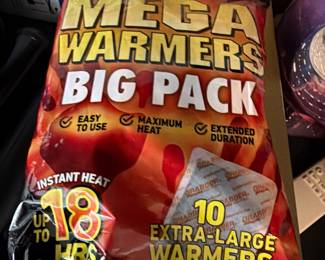 MEGA
WARMERS
BIG PACK
EASY TO USE
MAXIMUM HEAT
EXTENDED DURATION
INSTANT HEAT
UP TO 18 HRS
10
EXTRA-LARGE
WARMERS